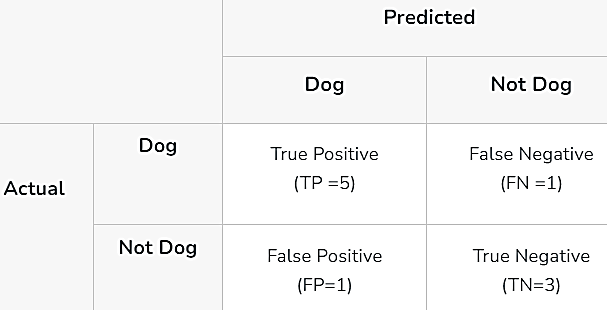 Predicted
Dog
Not Dog
Actual
Dog
True Positive
(TP =5)
False Negative
(FN =1)
Not Dog
False Positive
(FP=1)
True Negative
(TN=3)